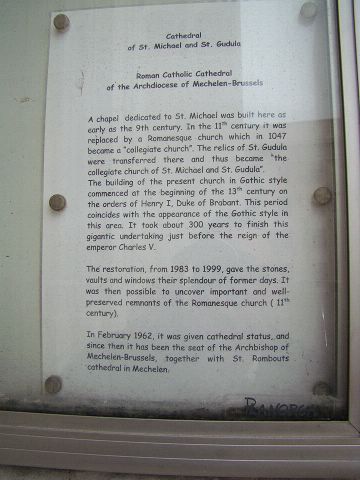 Cathedral
of St. Michael and St. Gudula
Roman Catholic Cathedral
of the Archdiocese of Mechelen-Brussels
A chapel dedicated to St. Michael was built here as
early as the 9th century. In the 11th century it was
replaced by a Romanesque church which in 1047
became a "collegiate church". The relics of St. Gudula
were transferred there and thus became "the
collegiate church of St. Michael and St. Gudula".
The building of the present church in Gothic style
commenced at the beginning of the 13th century on
the orders of Henry I, Duke of Brabant. This period
coincides with the appearance of the Gothic style in
this area. It took about 300 years to finish this
gigantic undertaking just before the reign of the
emperor Charles V.
The restoration, from 1983 to 1999, gave the stones,
vaults and windows their splendour of former days. It
was then possible to uncover important and well-
preserved remnants of the Romanesque church ( 11th
century).
In February 1962, it was given cathedral status, and
since then it has been the seat of the Archbishop of
Mechelen-Brussels, together with St. Rombouts
cathedral in Mechelen.